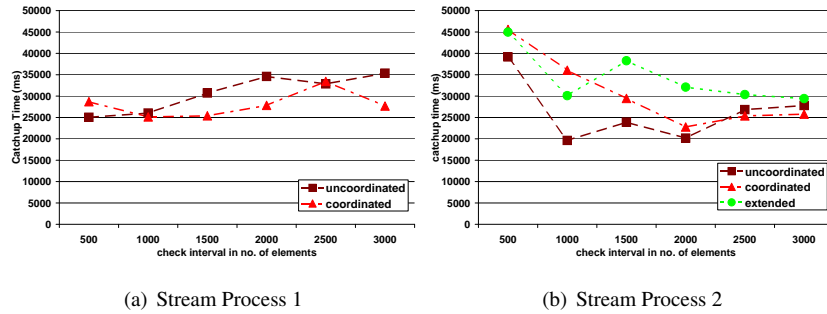 50000
45000
40000
35000
30000
25000
20000
15000
10000
5000
0
Catchup Time (ms)
500 1000 1500 2000 2500 3000
check interval in no. of elements
uncoordinated
coordinated
(a) Stream Process 1
50000
45000
40000
35000
30000
25000
20000
15000
10000
5000
0
catchup time (ms)
500 1000 1500 2000 2500 3000
check interval in no. of elements
uncoordinated
coordinated
extended
(b) Stream Process 2